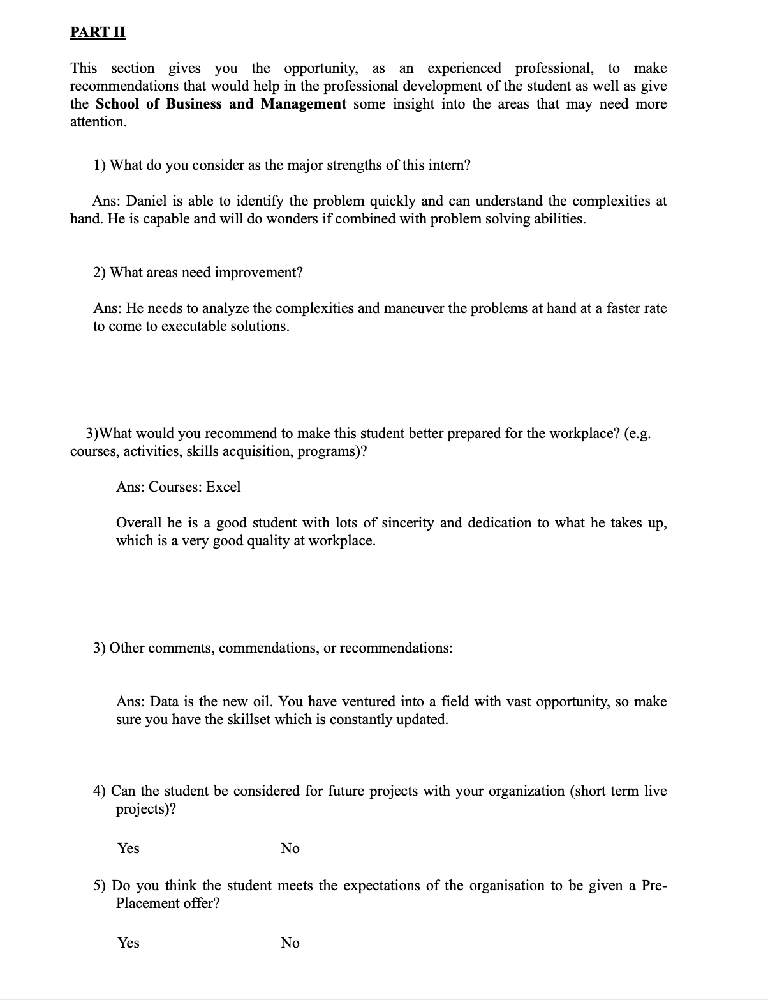 PART II
This section gives you the opportunity, as an experienced professional, to make
recommendations that would help in the professional development of the student as well as give
the School of Business and Management some insight into the areas that may need more
attention.
1) What do you consider as the major strengths of this intern?
Ans: Daniel is able to identify the problem quickly and can understand the complexities at
hand. He is capable and will do wonders if combined with problem solving abilities.
2) What areas need improvement?
Ans: He needs to analyze the complexities and maneuver the problems at hand at a faster rate
to come to executable solutions.
3)What would you recommend to make this student better prepared for the workplace? (e.g.
courses, activities, skills acquisition, programs)?
Ans: Courses: Excel
Overall he is a good student with lots of sincerity and dedication to what he takes up,
which is a very good quality at workplace.
3) Other comments, commendations, or recommendations:
Ans: Data is the new oil. You have ventured into a field with vast opportunity, so make
sure you have the skillset which is constantly updated.
4) Can the student be considered for future projects with your organization (short term live
projects)?
Yes No
5) Do you think the student meets the expectations of the organisation to be given a Pre-
Placement offer?
Yes No